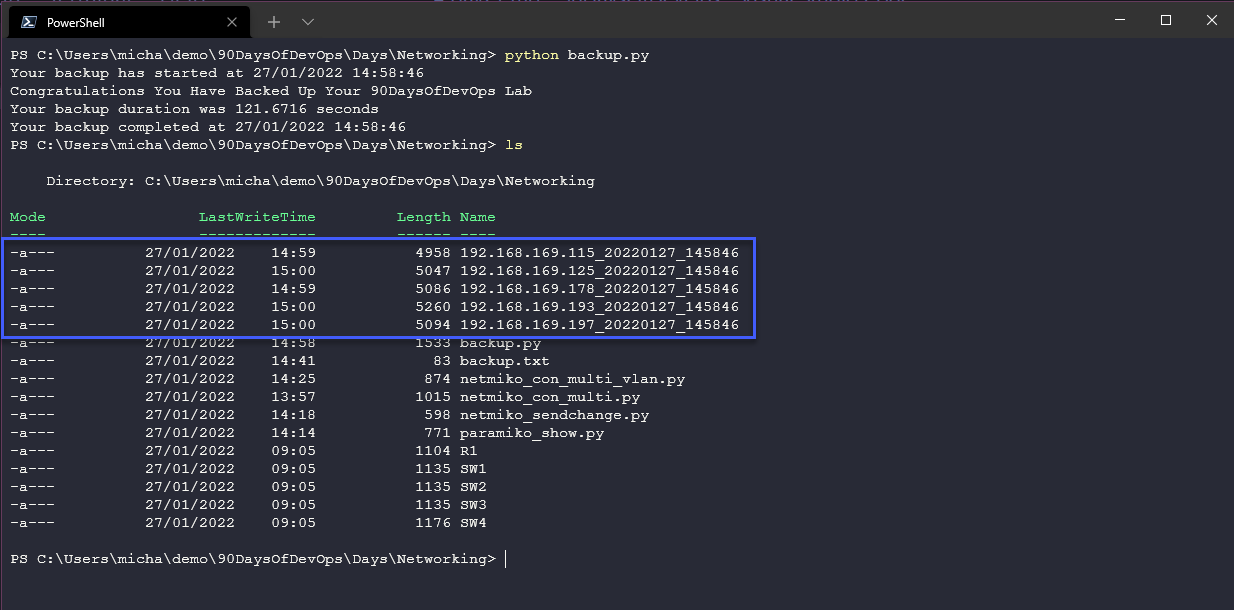 PowerShell
PS C:\Users\micha\demo\90DaysOfDevOps\Days\Networking> python backup.py
Your backup has started at 27/01/2022 14:58:46
Congratulations You Have Backed Up Your 90DaysOfDevOps Lab
Your backup duration was 121.6716 seconds
Your backup completed at 27/01/2022 14:58:46
PS C:\Users\micha\demo\90DaysOfDevOps\Days\Networking> ls
Directory: C:\Users\micha\demo\90DaysOfDevOps\Days\Networking
Mode LastWriteTime Length Name
---- ------------- ------ ----
-a--- 27/01/2022 14:59 4958 192.168.169.115_20220127_145846
-a--- 27/01/2022 15:00 5047 192.168.169.125_20220127_145846
-a--- 27/01/2022 14:59 5086 192.168.169.178_20220127_145846
-a--- 27/01/2022 15:00 5260 192.168.169.193_20220127_145846
-a--- 27/01/2022 15:00 5094 192.168.169.197_20220127_145846
-a--- 27/01/2022 14:58 1533 backup.py
-a--- 27/01/2022 14:41 83 backup.txt
-a--- 27/01/2022 14:25 874 netmiko_con_multi_vlan.py
-a--- 27/01/2022 13:57 1015 netmiko_con_multi.py
-a--- 27/01/2022 14:18 598 netmiko_sendchange.py
-a--- 27/01/2022 14:14 771 paramiko_show.py
-a--- 27/01/2022 09:05 1104 R1
-a--- 27/01/2022 09:05 1135 SW1
-a--- 27/01/2022 09:05 1135 SW2
-a--- 27/01/2022 09:05 1135 SW3
-a--- 27/01/2022 09:05 1176 SW4
PS C:\Users\micha\demo\90DaysOfDevOps\Days\Networking>